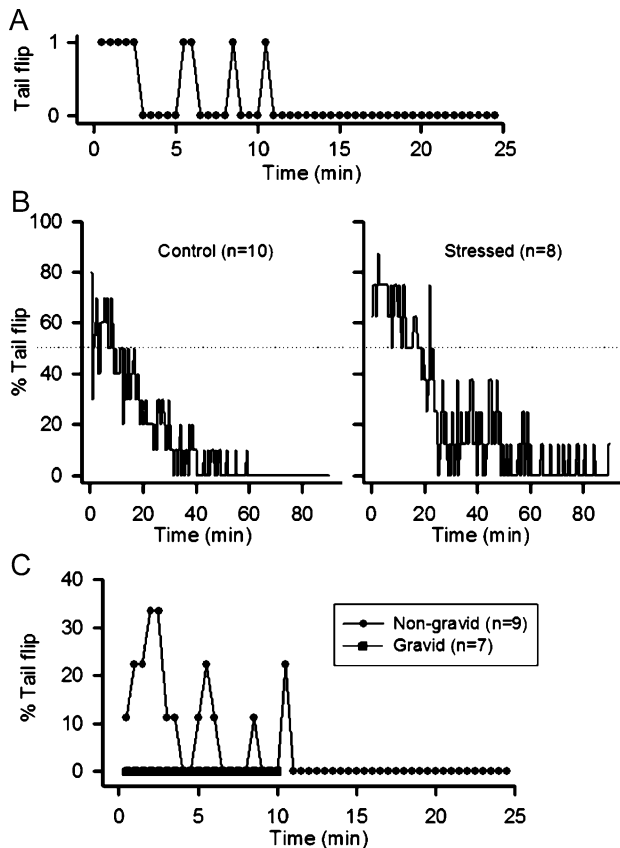 A
Tail flip
1
0
0 5 10 15 20 25
Time (min)
B
% Tail flip
100
80
60
40
20
0
Control (n=10)
0 20 40 60 80
Time (min)
Stressed (n=8)
0 20 40 60 80
Time (min)
C
% Tail flip
40
30
20
10
0
Non-gravid (n=9)
Gravid (n=7)
0 5 10 15 20 25
Time (min)